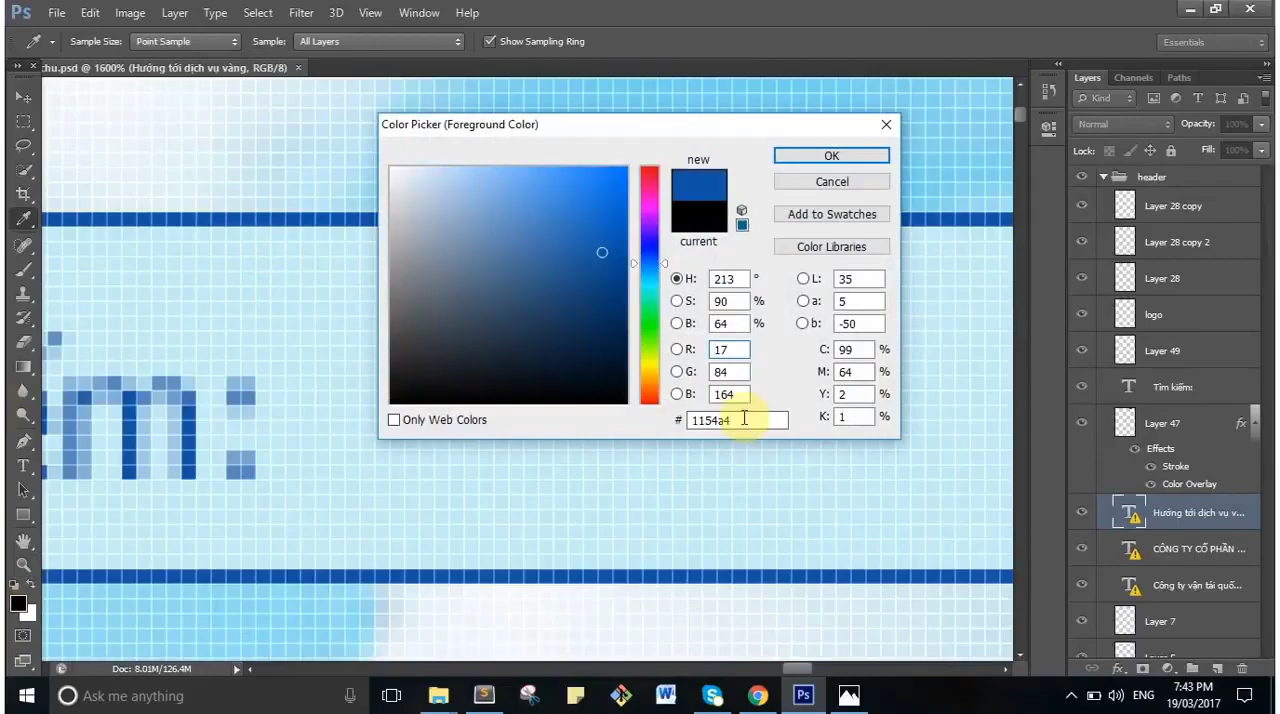 Ps File Edit Image Layer Type Select Filter 3D View Window Help
Sample Size: Point Sample Sample: All Layers Show Sampling Ring Essentials
chu.psd @ 1600% (Hướng tới dịch vụ vàng, RGB/8) ×
Layers Channels Paths
Kind
Normal Opacity: 100%
Lock: Fill: 100%
header
Layer 28 copy
Layer 28 copy 2
Layer 28
logo
Layer 49
Tìm kiếm:
Layer 47 fx
Effects
Stroke
Color Overlay
Hướng tới dịch vụ v...
CÔNG TY CỔ PHẦN ...
Công ty vận tải quố...
Layer 7
Color Picker (Foreground Color)
new
current
OK
Cancel
Add to Swatches
Color Libraries
H: 213 °
S: 90 %
B: 64 %
R: 17
G: 84
B: 164
# 1154a4
L: 35
a: 5
b: -50
C: 99 %
M: 64 %
Y: 2 %
K: 1 %
Only Web Colors
m:
Doc: 8.01M/126.4M
Ask me anything
ENG
7:43 PM
19/03/2017